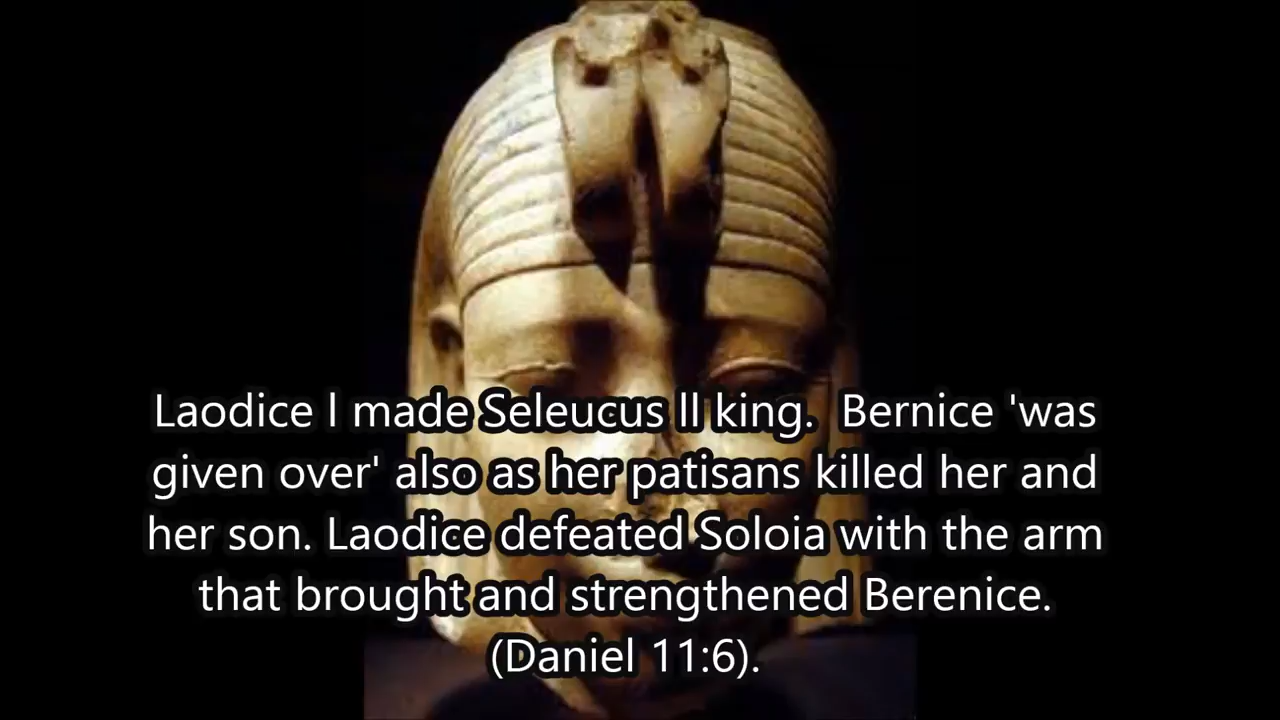 Laodice l made Seleucus ll king.  Bernice 'was
given over' also as her patisans killed her and
her son. Laodice defeated Soloia with the arm
that brought and strengthened Berenice.
(Daniel 11:6).